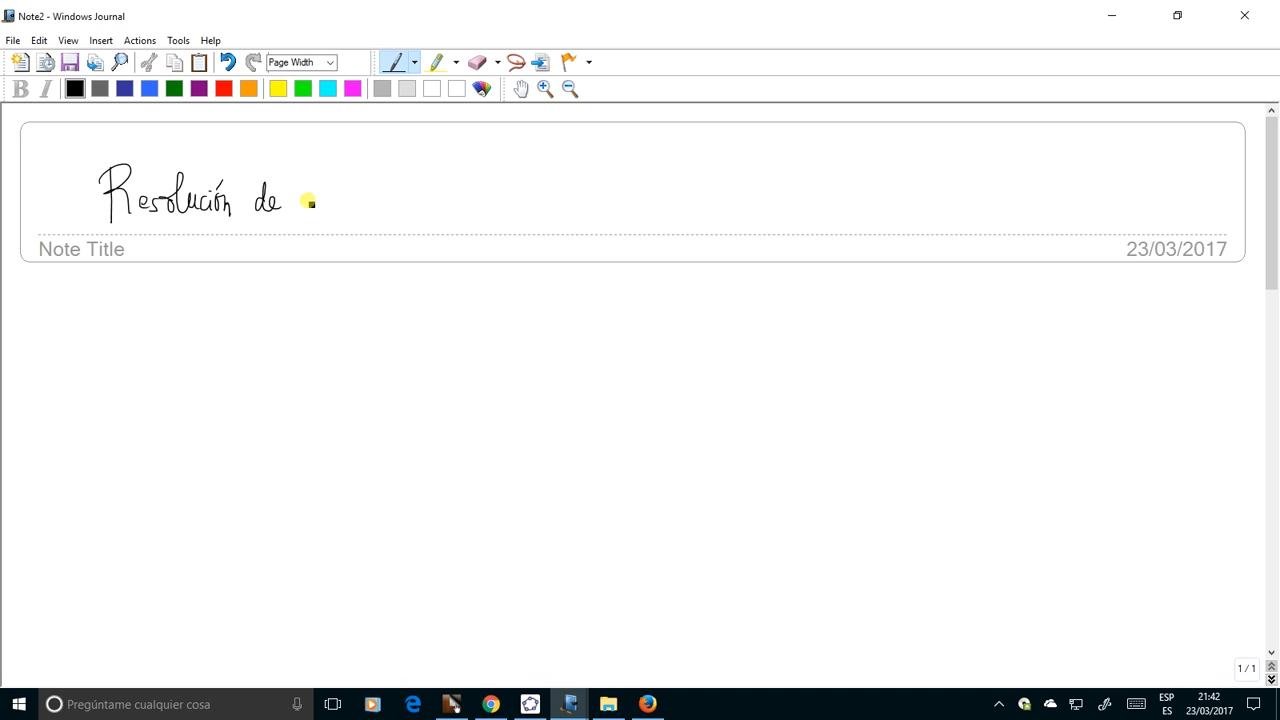 Note2 - Windows Journal
File Edit View Insert Actions Tools Help
Page Width
B I
Resolución de
Note Title 23/03/2017
1 / 1
Pregúntame cualquier cosa
ESP 21:42
ES 23/03/2017